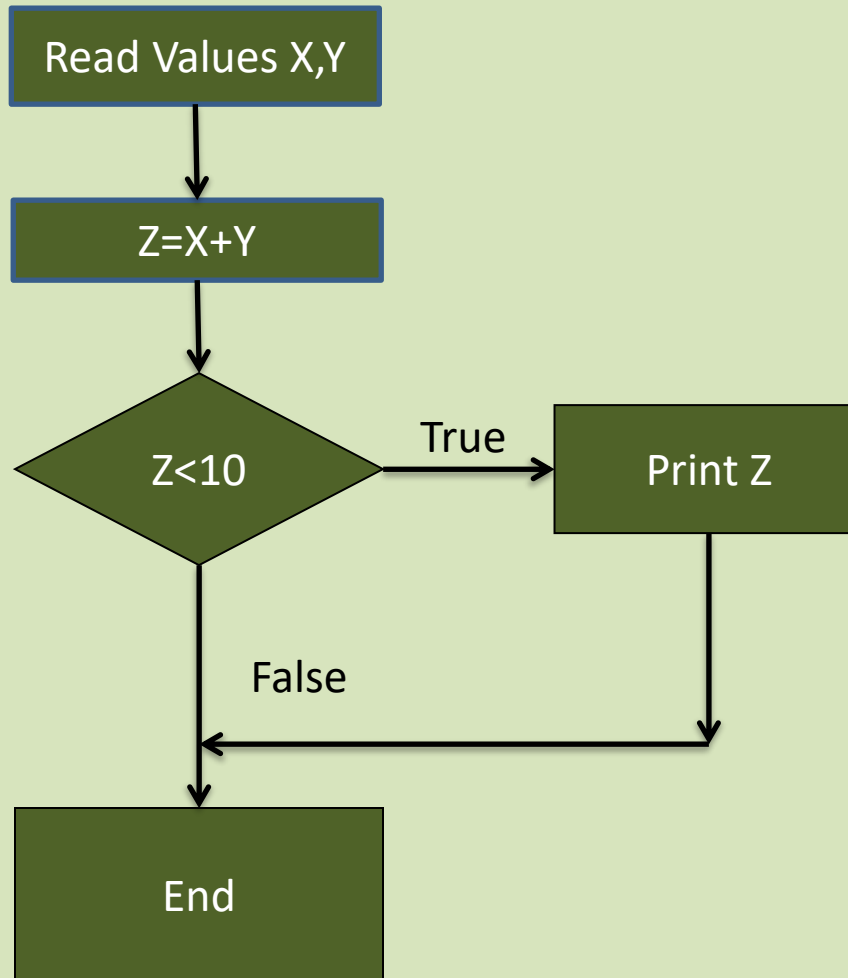 Read Values X,Y
Z=X+Y
Z<10
True
Print Z
False
End